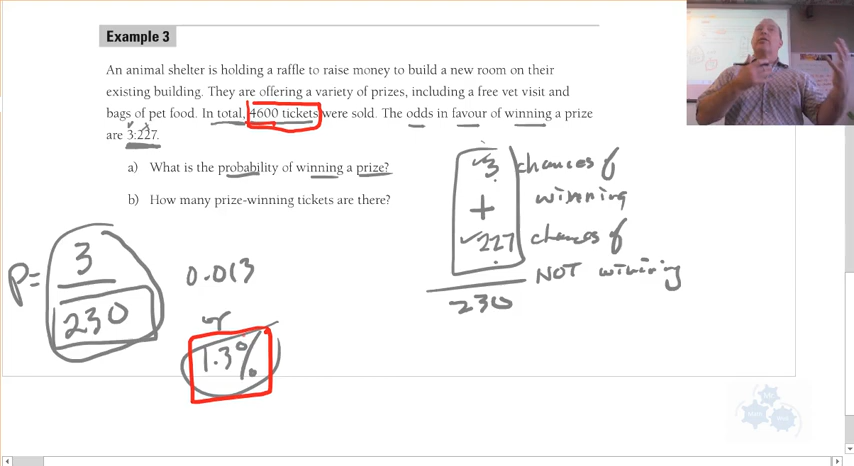 Example 3
An animal shelter is holding a raffle to raise money to build a new room on their
existing building. They are offering a variety of prizes, including a free vet visit and
bags of pet food. In total, 4600 tickets were sold. The odds in favour of winning a prize
are 3:227.
a) What is the probability of winning a prize?
b) How many prize-winning tickets are there?
3 chances of
winning
+
227 chances of
NOT winning
230
P= 3
230
0.013
or
1.3%